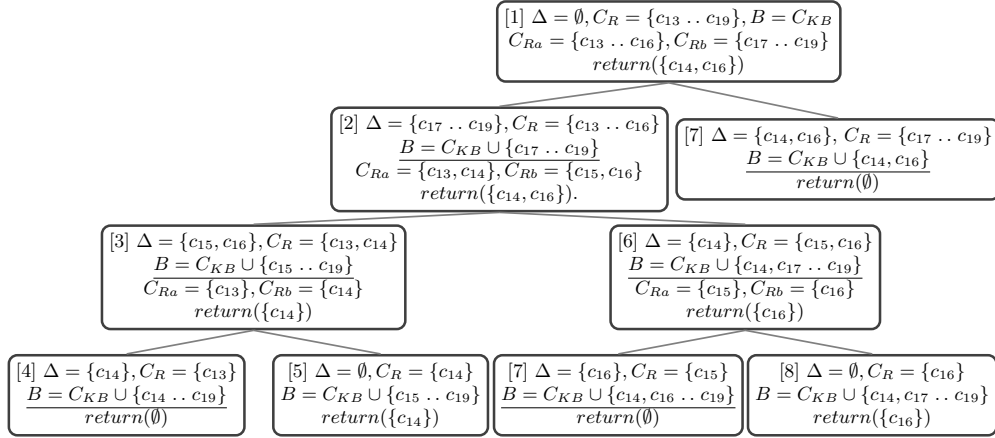 [1] Δ = ∅, C_R = {c_13 .. c_19}, B = C_KB
C_Ra = {c_13 .. c_16}, C_Rb = {c_17 .. c_19}
return({c_14, c_16})
[2] Δ = {c_17 .. c_19}, C_R = {c_13 .. c_16}
B = C_KB ∪ {c_17 .. c_19}
C_Ra = {c_13, c_14}, C_Rb = {c_15, c_16}
return({c_14, c_16}).
[7] Δ = {c_14, c_16}, C_R = {c_17 .. c_19}
B = C_KB ∪ {c_14, c_16}
return(∅)
[3] Δ = {c_15, c_16}, C_R = {c_13, c_14}
B = C_KB ∪ {c_15 .. c_19}
C_Ra = {c_13}, C_Rb = {c_14}
return({c_14})
[6] Δ = {c_14}, C_R = {c_15, c_16}
B = C_KB ∪ {c_14, c_17 .. c_19}
C_Ra = {c_15}, C_Rb = {c_16}
return({c_16})
[4] Δ = {c_14}, C_R = {c_13}
B = C_KB ∪ {c_14 .. c_19}
return(∅)
[5] Δ = ∅, C_R = {c_14}
B = C_KB ∪ {c_15 .. c_19}
return({c_14})
[7] Δ = {c_16}, C_R = {c_15}
B = C_KB ∪ {c_14, c_16 .. c_19}
return(∅)
[8] Δ = ∅, C_R = {c_16}
B = C_KB ∪ {c_14, c_17 .. c_19}
return({c_16})